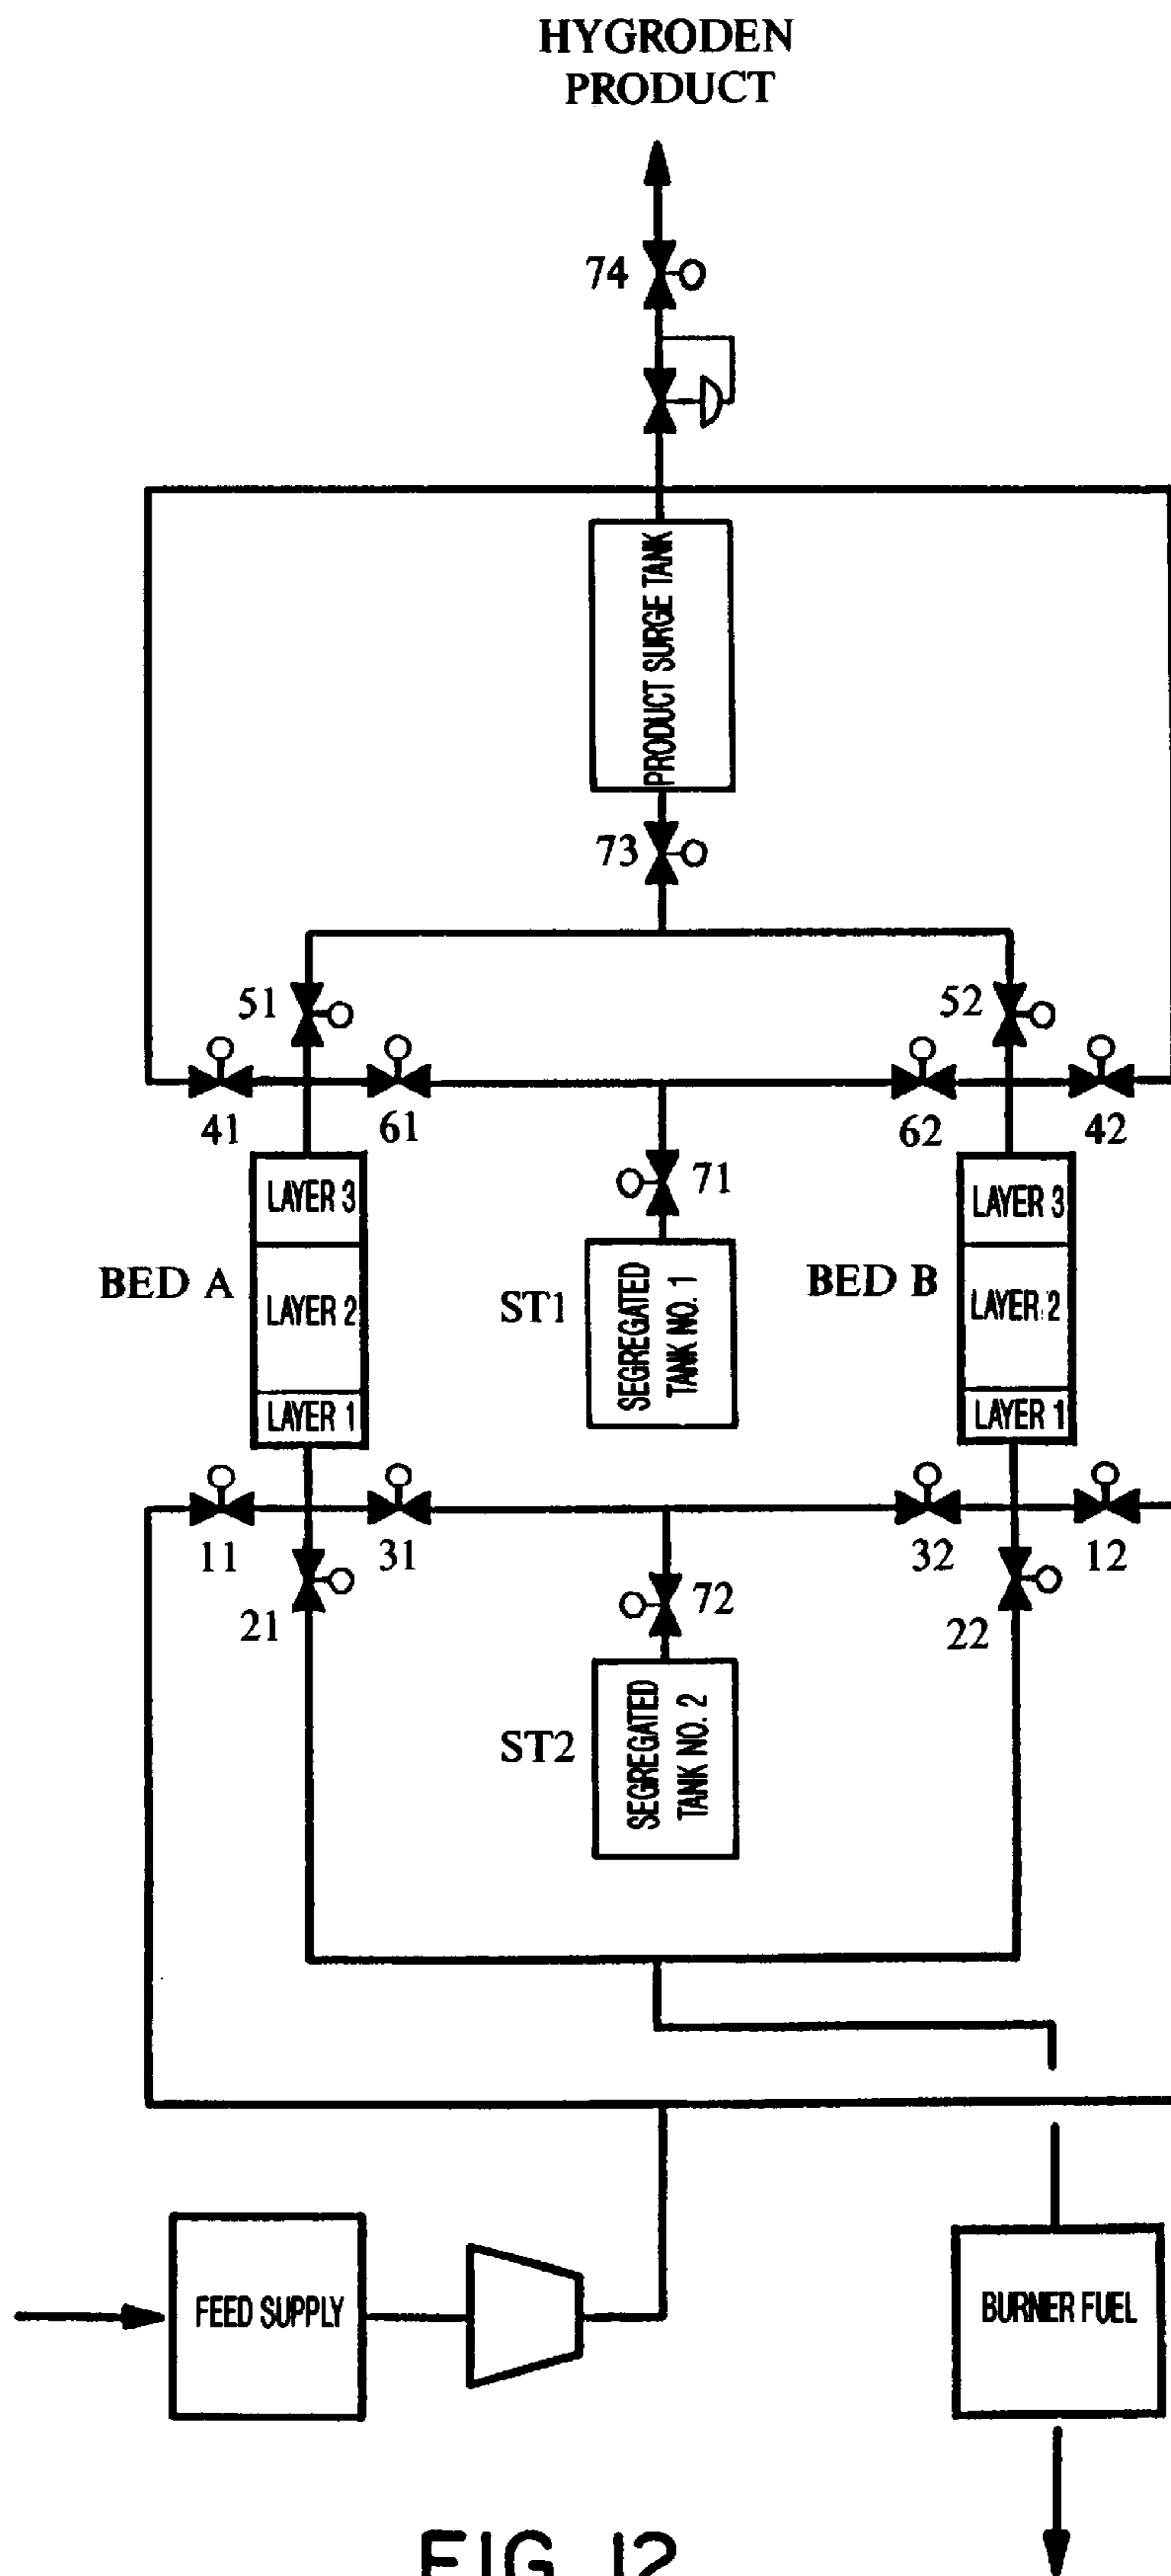 HYGRODEN
PRODUCT
74
PRODUCT SURGE TANK
73
51
52
41
61
62
42
71
LAYER 3
LAYER 3
BED A
LAYER 2
ST1
SEGREGATED
TANK NO. 1
BED B
LAYER 2
LAYER 1
LAYER 1
11
31
32
12
21
72
22
ST2
SEGREGATED
TANK NO. 2
FEED SUPPLY
BURNER FUEL
FIG. 12